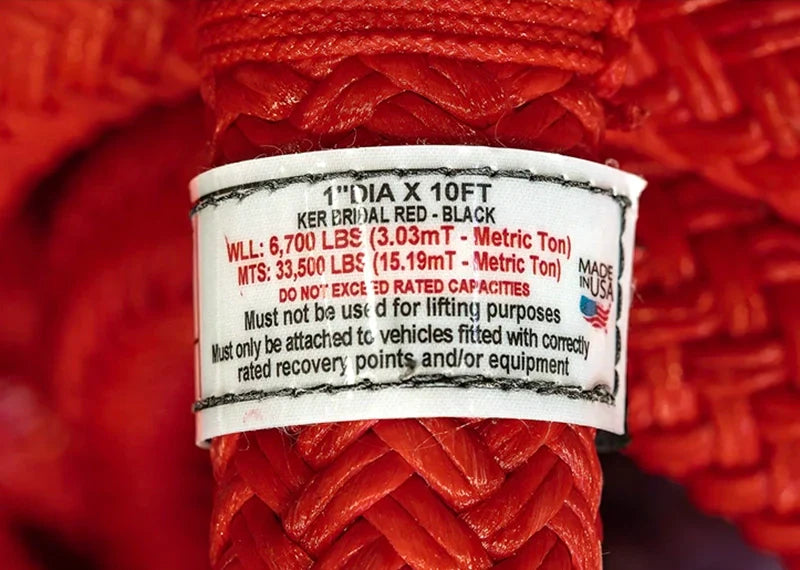 1"DIA X 10FT
KER BRIDAL RED - BLACK
WLL: 6,700 LBS (3.03mT - Metric Ton)
MTS: 33,500 LBS (15.19mT - Metric Ton)
DO NOT EXCEED RATED CAPACITIES
Must not be used for lifting purposes
Must only be attached to vehicles fitted with correctly
rated recovery points and/or equipment
MADE
IN USA